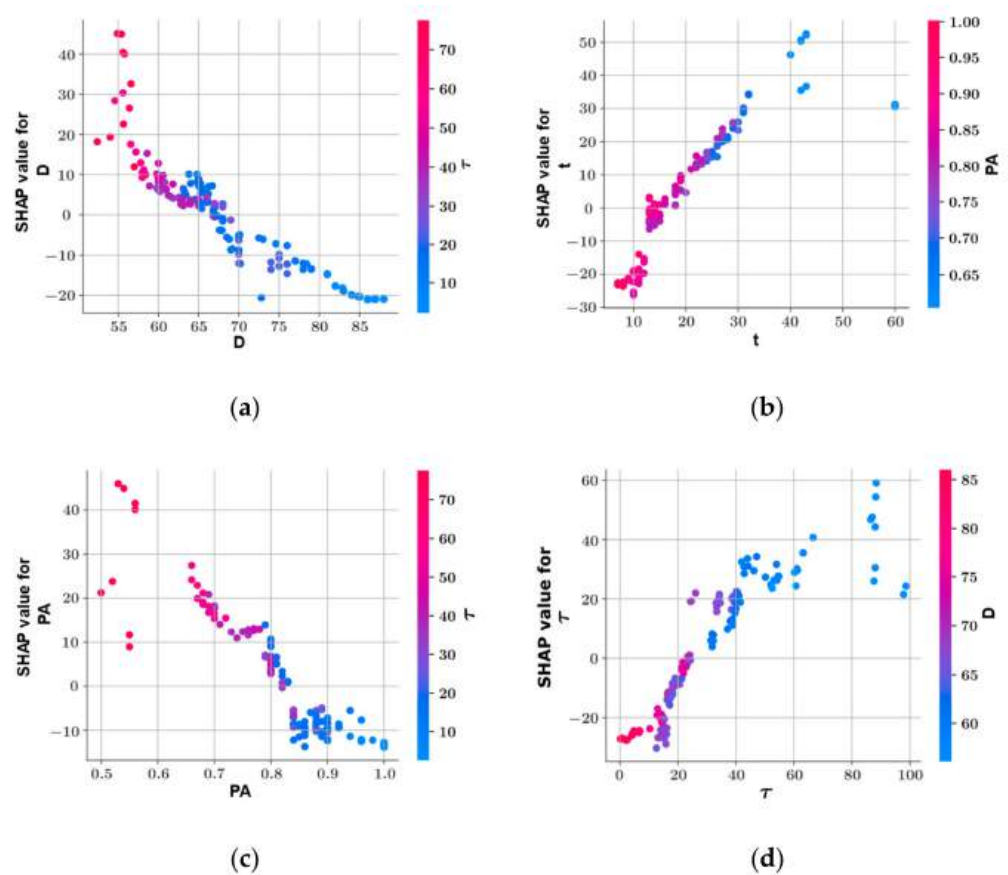 SHAP value for
D
40
30
20
10
0
−10
−20
55 60 65 70 75 80 85
D
70
60
50
40
30
20
10
τ
(a)
SHAP value for
t
50
40
30
20
10
0
−10
−20
−30
10 20 30 40 50 60
t
1.00
0.95
0.90
0.85
0.80
0.75
0.70
0.65
PA
(b)
SHAP value for
PA
40
30
20
10
0
−10
0.5 0.6 0.7 0.8 0.9 1.0
PA
70
60
50
40
30
20
10
τ
(c)
SHAP value for
τ
60
40
20
0
−20
0 20 40 60 80 100
τ
85
80
75
70
65
60
D
(d)